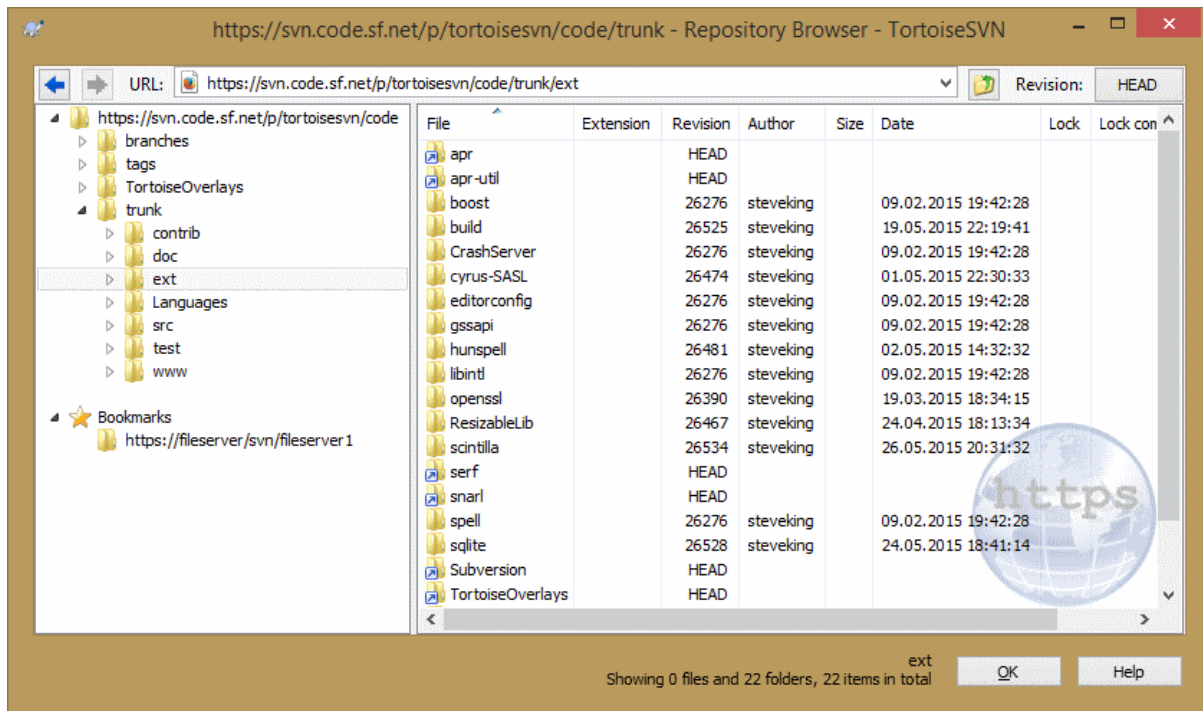 https://svn.code.sf.net/p/tortoisesvn/code/trunk - Repository Browser - TortoiseSVN
URL: https://svn.code.sf.net/p/tortoisesvn/code/trunk/ext Revision: HEAD
https://svn.code.sf.net/p/tortoisesvn/code
branches
tags
TortoiseOverlays
trunk
contrib
doc
ext
Languages
src
test
www
Bookmarks
https://fileserver/svn/fileserver1
File Extension Revision Author Size Date Lock Lock com
apr HEAD
apr-util HEAD
boost 26276 steveking 09.02.2015 19:42:28
build 26525 steveking 19.05.2015 22:19:41
CrashServer 26276 steveking 09.02.2015 19:42:28
cyrus-SASL 26474 steveking 01.05.2015 22:30:33
editorconfig 26276 steveking 09.02.2015 19:42:28
gssapi 26276 steveking 09.02.2015 19:42:28
hunspell 26481 steveking 02.05.2015 14:32:32
libintl 26276 steveking 09.02.2015 19:42:28
openssl 26390 steveking 19.03.2015 18:34:15
ResizableLib 26467 steveking 24.04.2015 18:13:34
scintilla 26534 steveking 26.05.2015 20:31:32
serf HEAD
snarl HEAD
https
spell 26276 steveking 09.02.2015 19:42:28
sqlite 26528 steveking 24.05.2015 18:41:14
Subversion HEAD
TortoiseOverlays HEAD
ext
Showing 0 files and 22 folders, 22 items in total
OK
Help